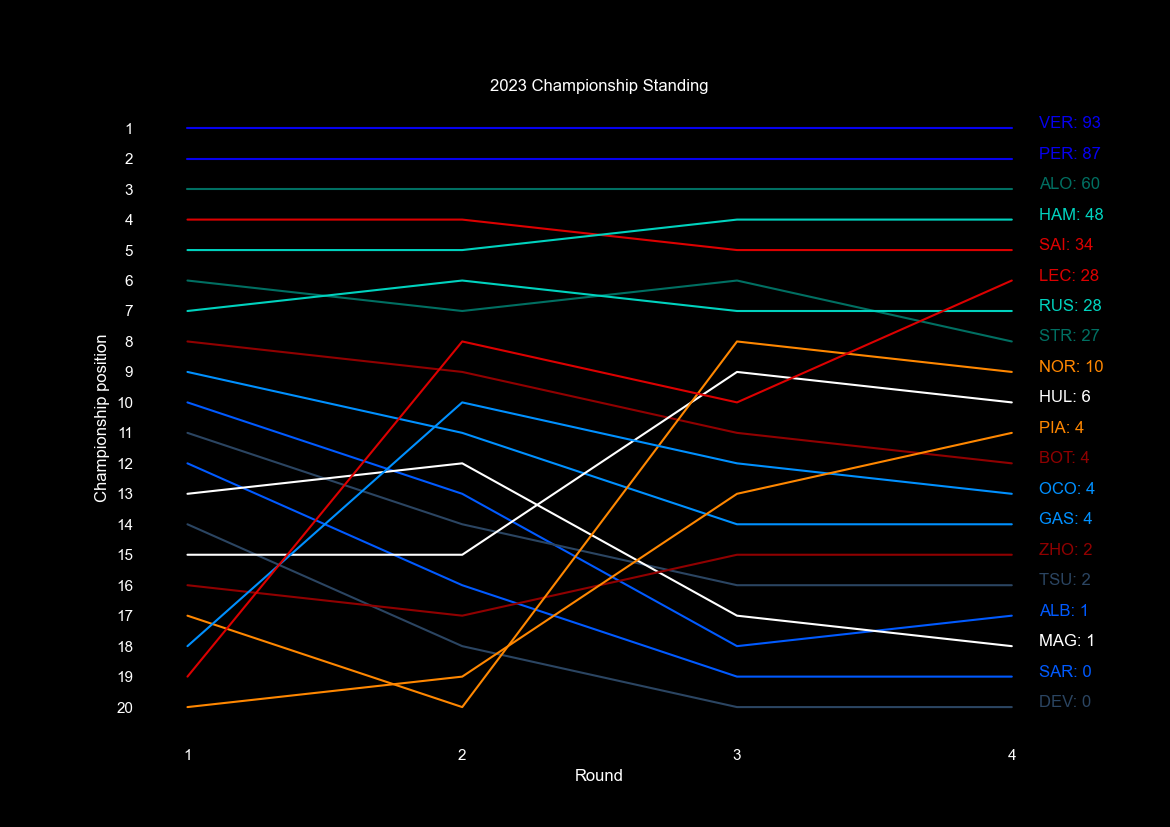 2023 Championship Standing
Championship position
1
2
3
4
5
6
7
8
9
10
11
12
13
14
15
16
17
18
19
20
VER: 93
PER: 87
ALO: 60
HAM: 48
SAI: 34
LEC: 28
RUS: 28
STR: 27
NOR: 10
HUL: 6
PIA: 4
BOT: 4
OCO: 4
GAS: 4
ZHO: 2
TSU: 2
ALB: 1
MAG: 1
SAR: 0
DEV: 0
1 2 3 4
Round